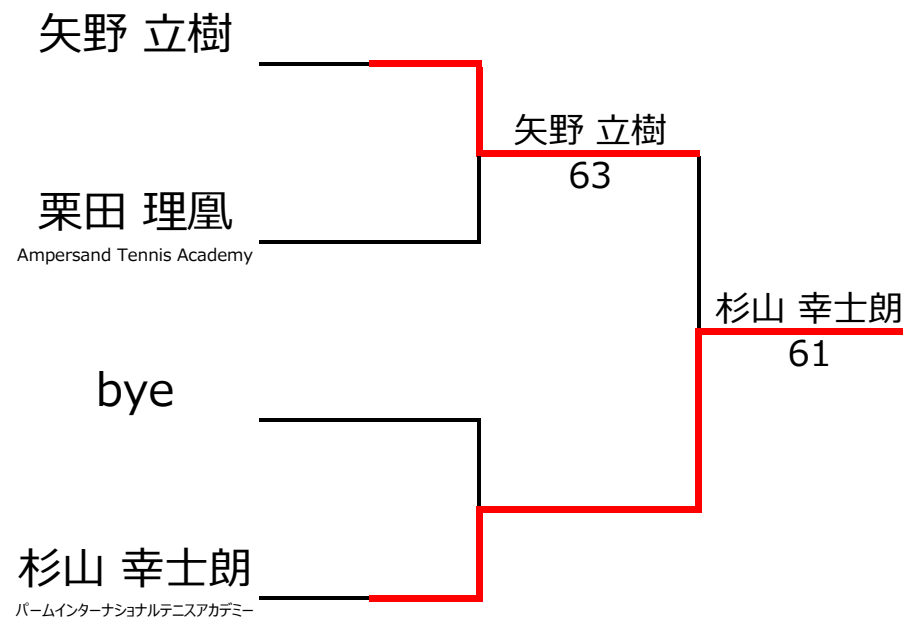 矢野 立樹
矢野 立樹
63
栗田 理凰
Ampersand Tennis Academy
杉山 幸士朗
61
bye
杉山 幸士朗
パームインターナショナルテニスアカデミー